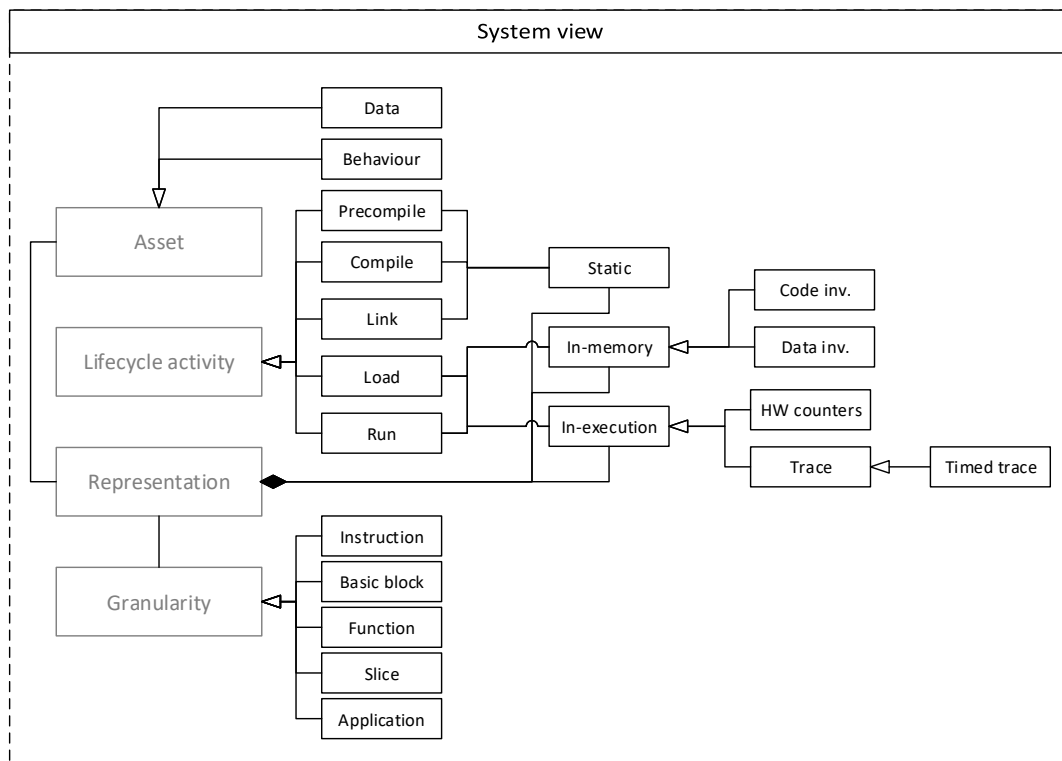 System view
Data
Behaviour
Asset
Precompile
Compile
Static
Link
Code inv.
Lifecycle activity
In-memory
Data inv.
Load
HW counters
Run
In-execution
Representation
Trace
Timed trace
Instruction
Basic block
Granularity
Function
Slice
Application